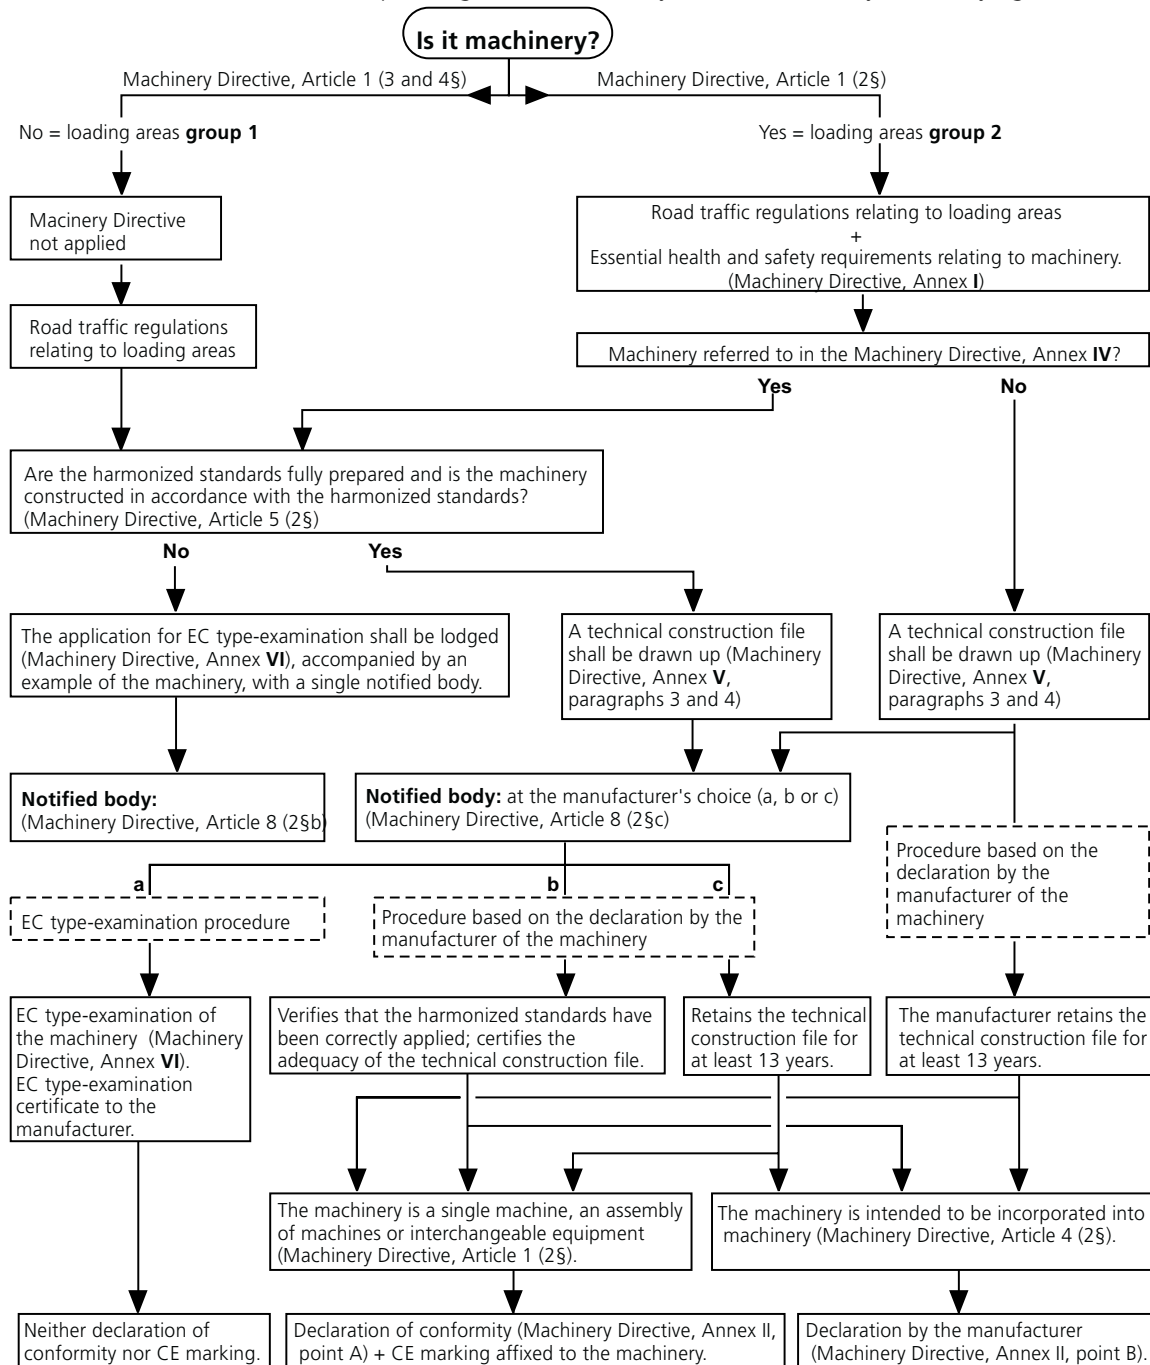 Is it machinery?
Machinery Directive, Article 1 (3 and 4§)
Machinery Directive, Article 1 (2§)
No = loading areas group 1
Yes = loading areas group 2
Macinery Directive
not applied
Road traffic regulations relating to loading areas
+
Essential health and safety requirements relating to machinery.
(Machinery Directive, Annex I)
Road traffic regulations
relating to loading areas
Machinery referred to in the Machinery Directive, Annex IV?
Yes
No
Are the harmonized standards fully prepared and is the machinery
constructed in accordance with the harmonized standards?
(Machinery Directive, Article 5 (2§)
No
Yes
The application for EC type-examination shall be lodged
(Machinery Directive, Annex VI), accompanied by an
example of the machinery, with a single notified body.
A technical construction file
shall be drawn up (Machinery
Directive, Annex V,
paragraphs 3 and 4)
A technical construction file
shall be drawn up (Machinery
Directive, Annex V,
paragraphs 3 and 4)
Notified body:
(Machinery Directive, Article 8 (2§b)
Notified body: at the manufacturer's choice (a, b or c)
(Machinery Directive, Article 8 (2§c)
Procedure based on the
declaration by the
manufacturer of the
machinery
a
b
c
EC type-examination procedure
Procedure based on the declaration by the
manufacturer of the machinery
EC type-examination of
the machinery (Machinery
Directive, Annex VI).
EC type-examination
certificate to the
manufacturer.
Verifies that the harmonized standards have
been correctly applied; certifies the
adequacy of the technical construction file.
Retains the technical
construction file for
at least 13 years.
The manufacturer retains the
technical construction file for
at least 13 years.
The machinery is a single machine, an assembly
of machines or interchangeable equipment
(Machinery Directive, Article 1 (2§).
The machinery is intended to be incorporated into
machinery (Machinery Directive, Article 4 (2§).
Neither declaration of
conformity nor CE marking.
Declaration of conformity (Machinery Directive, Annex II,
point A) + CE marking affixed to the machinery.
Declaration by the manufacturer
(Machinery Directive, Annex II, point B).